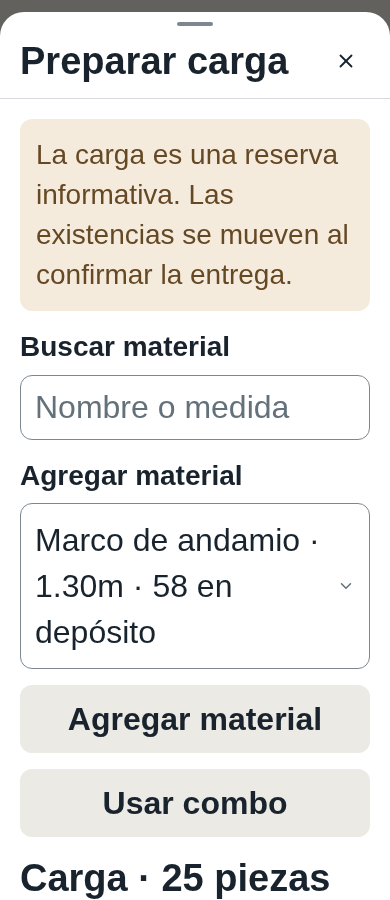 Preparar carga ×
La carga es una reserva
informativa. Las
existencias se mueven al
confirmar la entrega.
Buscar material
Nombre o medida
Agregar material
Marco de andamio ·
1.30m · 58 en
depósito
Agregar material
Usar combo
Carga · 25 piezas